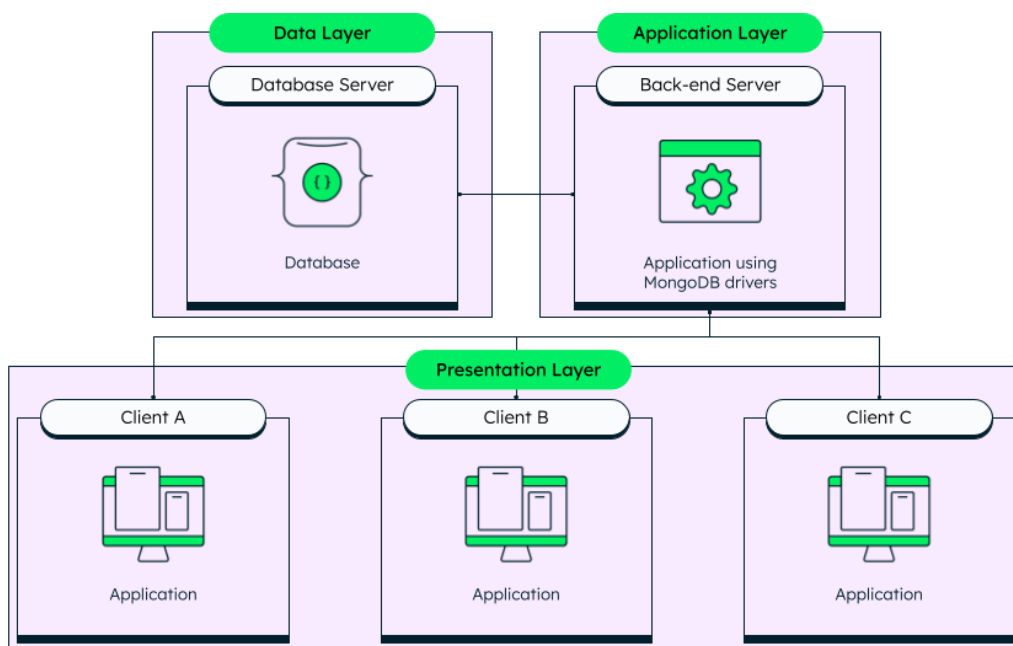 Data Layer
Application Layer
Database Server
Back-end Server
{ }
Database
Application using
MongoDB drivers
Presentation Layer
Client A
Client B
Client C
Application
Application
Application